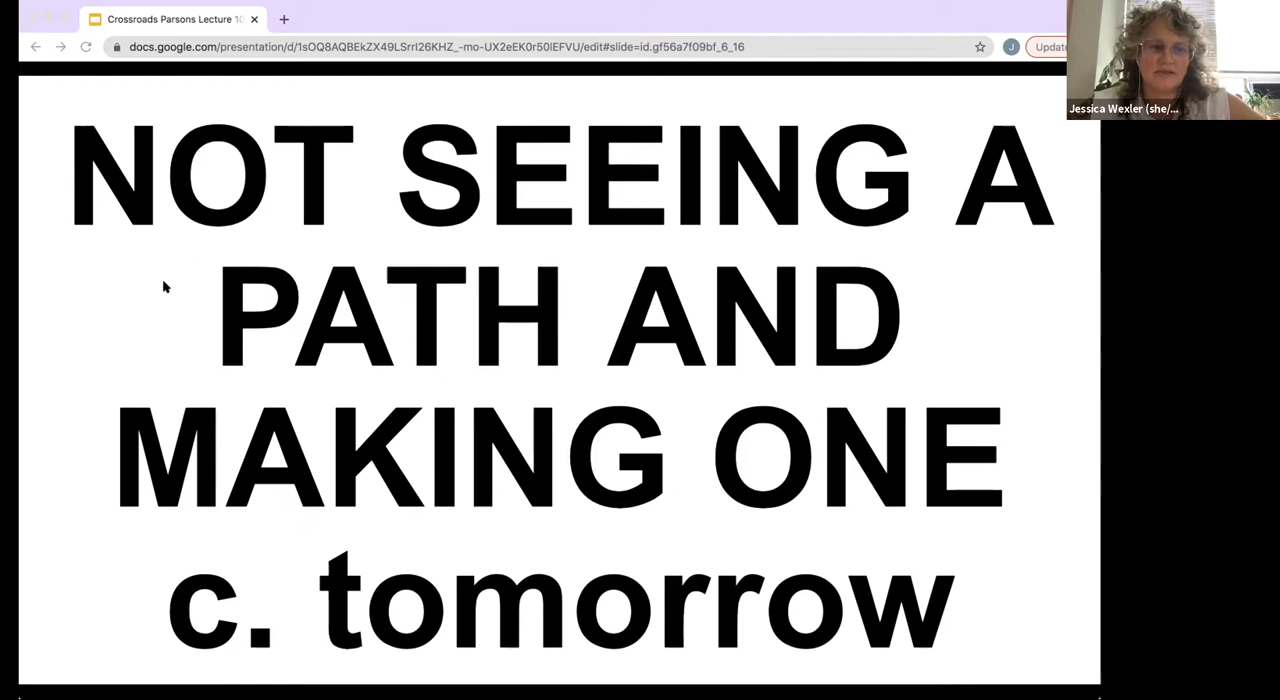 Crossroads Parsons Lecture 10
docs.google.com/presentation/d/1sOQ8AQBEkZX49LSrrI26KHZ_-mo-UX2eEK0r50lEFVU/edit#slide=id.gf56a7f09bf_6_16
J
Update
Jessica Wexler (she/...
NOT SEEING A
PATH AND
MAKING ONE
c. tomorrow